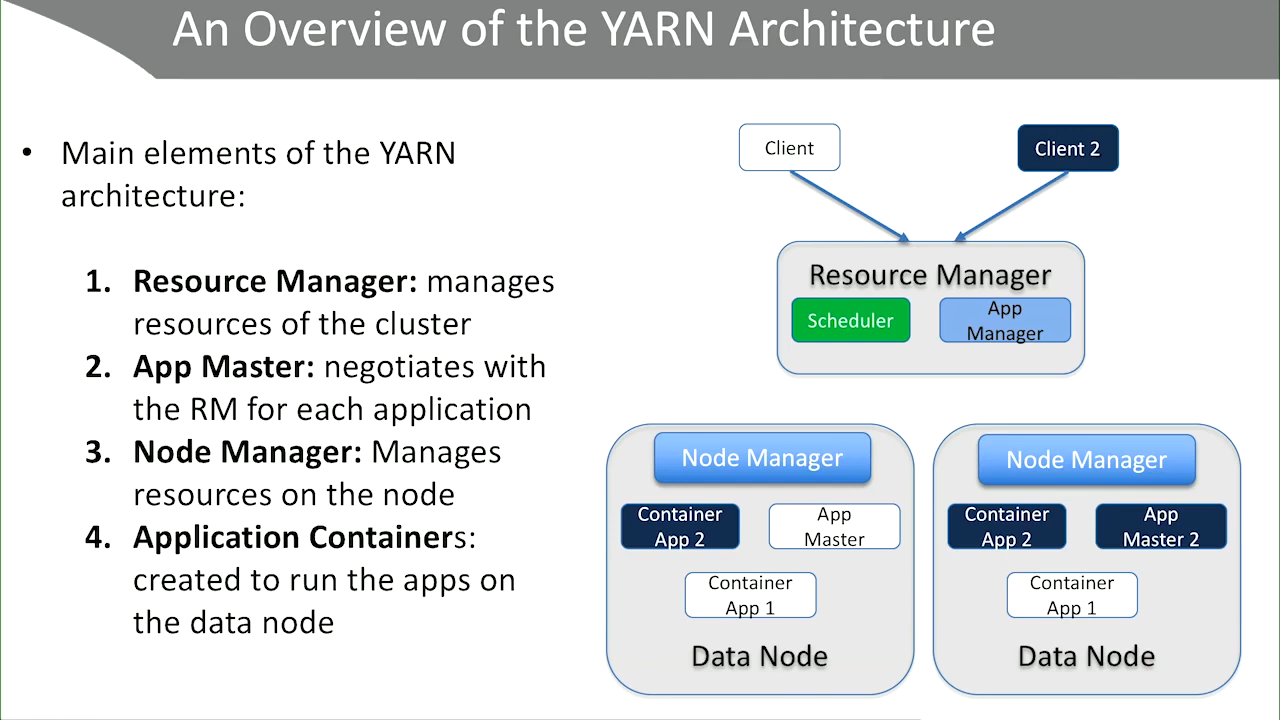 An Overview of the YARN Architecture
• Main elements of the YARN
architecture:
1. Resource Manager: manages
resources of the cluster
2. App Master: negotiates with
the RM for each application
3. Node Manager: Manages
resources on the node
4. Application Containers:
created to run the apps on
the data node
Client
Client 2
Resource Manager
Scheduler
App
Manager
Node Manager
Container
App 2
App
Master
Container
App 1
Data Node
Node Manager
Container
App 2
App
Master 2
Container
App 1
Data Node